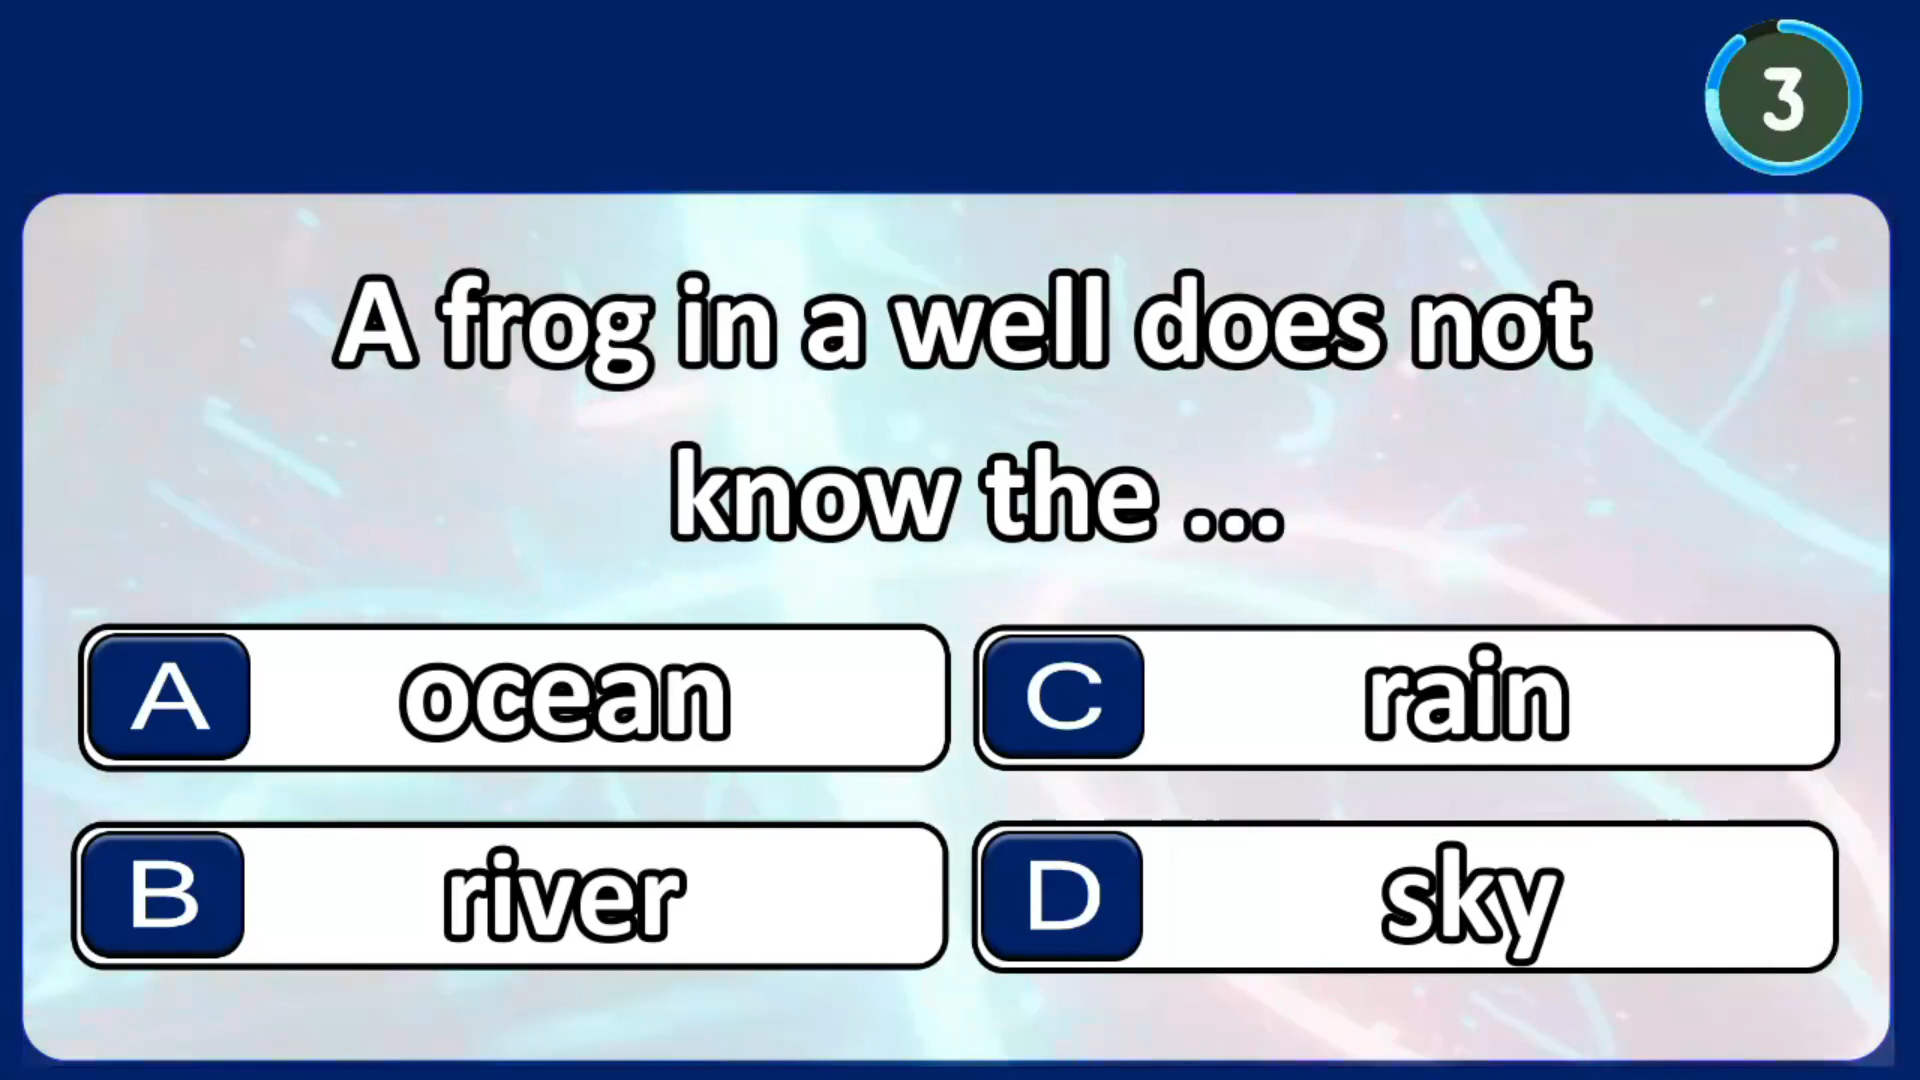 3
A frog in a well does not
know the ...
A ocean
C rain
B river
D sky